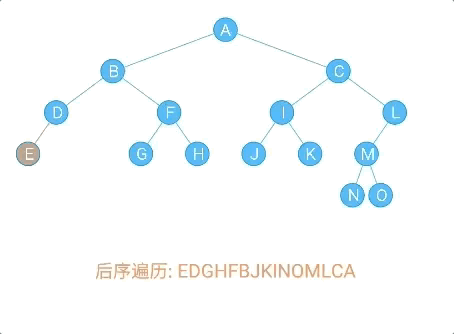 A
B C
D F I L
E G H J K M
N O
后序遍历: EDGHFBJKINOMLCA